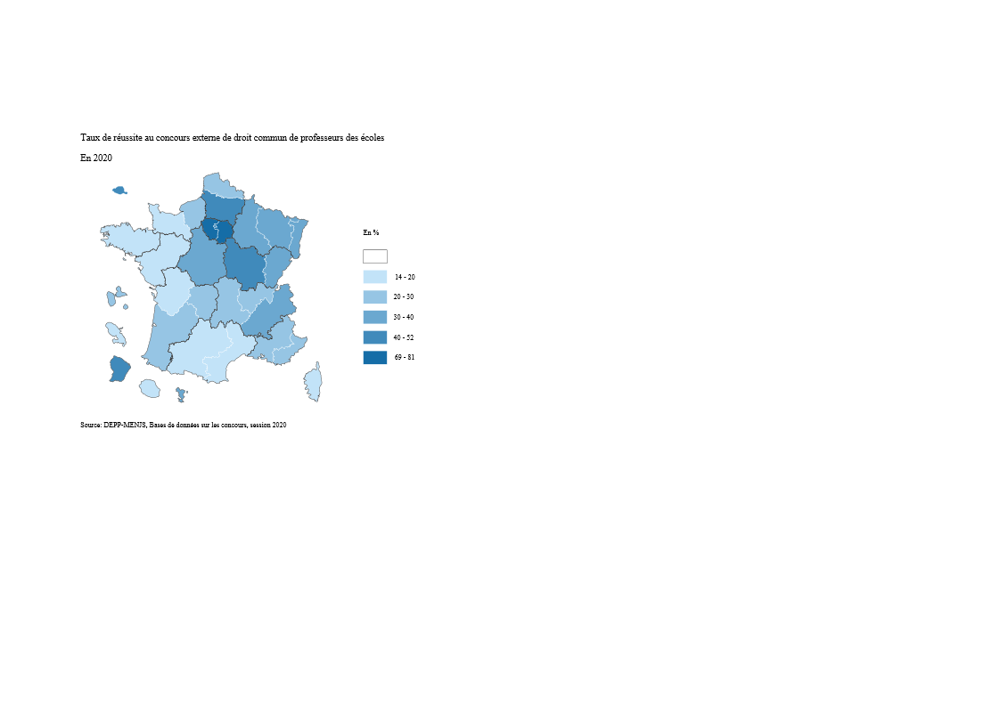 Taux de réussite au concours externe de droit commun de professeurs des écoles
En 2020
En %
14 - 20
20 - 30
30 - 40
40 - 52
69 - 81
Source: DEPP-MENJS, Bases de données sur les concours, session 2020